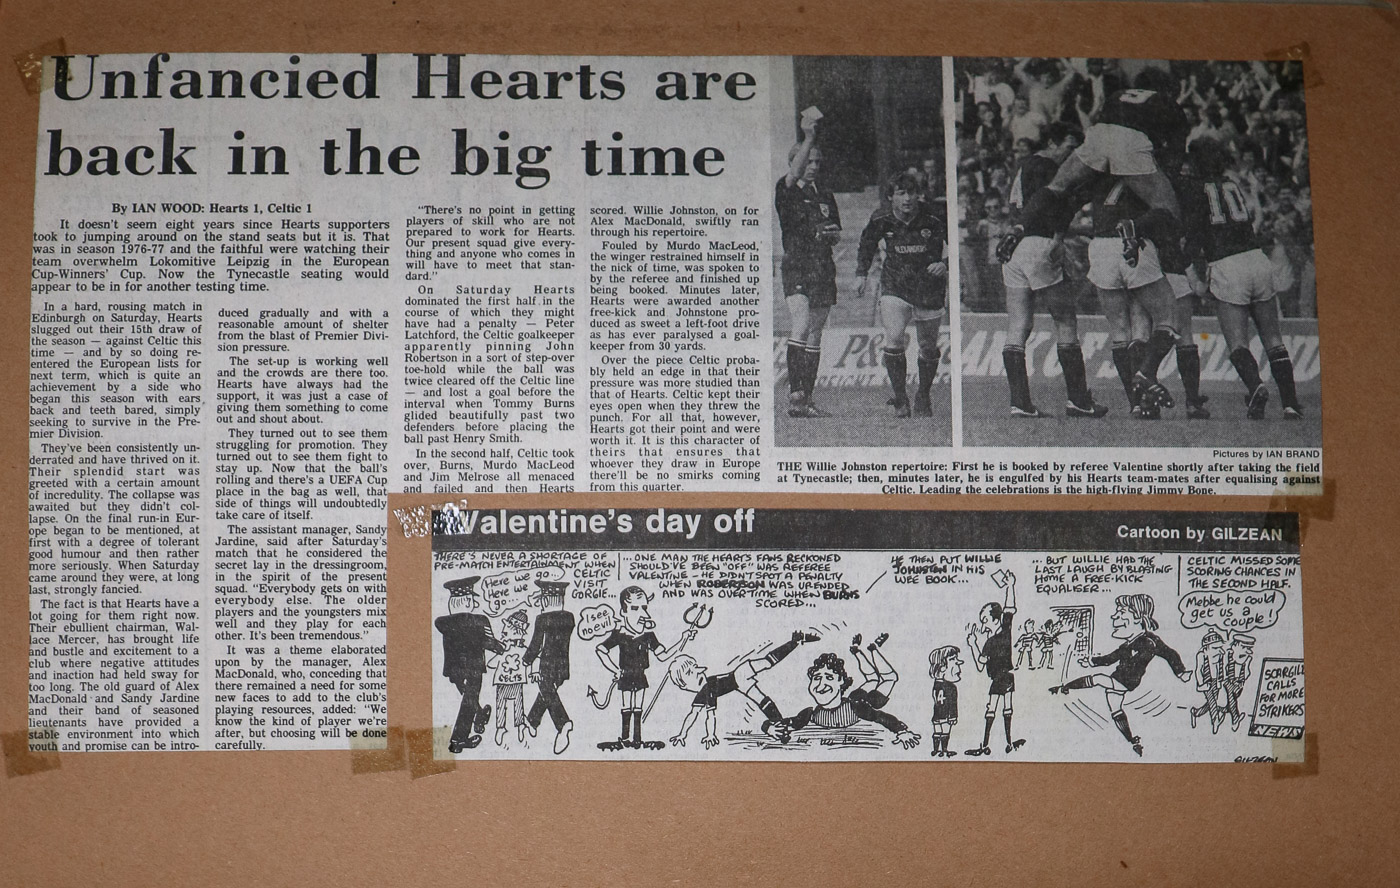 Unfancied Hearts are
back in the big time
By IAN WOOD: Hearts 1, Celtic 1
It doesn't seem eight years since Hearts supporters
took to jumping around on the stand seats but it is. That
was in season 1976-77 and the faithful were watching their
team overwhelm Lokomitive Leipzig in the European
Cup-Winners' Cup. Now the Tynecastle seating would
appear to be in for another testing time.
In a hard, rousing match in
Edinburgh on Saturday, Hearts
slugged out their 15th draw of
the season — against Celtic this
time — and by so doing re-
entered the European lists for
next term, which is quite an
achievement by a side who
began this season with ears
back and teeth bared, simply
seeking to survive in the Pre-
mier Division.
They've been consistently un-
derrated and have thrived on it.
Their splendid start was
greeted with a certain amount
of incredulity. The collapse was
awaited but they didn't col-
lapse. On the final run-in Eur-
ope began to be mentioned, at
first with a degree of tolerant
good humour and then rather
more seriously. When Saturday
came around they were, at long
last, strongly fancied.
The fact is that Hearts have a
lot going for them right now.
Their ebullient chairman, Wal-
lace Mercer, has brought life
and bustle and excitement to a
club where negative attitudes
and inaction had held sway for
too long. The old guard of Alex
MacDonald and Sandy Jardine
and their band of seasoned
lieutenants have provided a
stable environment into which
youth and promise can be intro-
duced gradually and with a
reasonable amount of shelter
from the blast of Premier Divi-
sion pressure.
The set-up is working well
and the crowds are there too.
Hearts have always had the
support, it was just a case of
giving them something to come
out and shout about.
They turned out to see them
struggling for promotion. They
turned out to see them fight to
stay up. Now that the ball's
rolling and there's a UEFA Cup
place in the bag as well, that
side of things will undoubtedly
take care of itself.
The assistant manager, Sandy
Jardine, said after Saturday's
match that he considered the
secret lay in the dressingroom,
in the spirit of the present
squad. "Everybody gets on with
everybody else. The older
players and the youngsters mix
well and they play for each
other. It's been tremendous."
It was a theme elaborated
upon by the manager, Alex
MacDonald, who, conceding that
there remained a need for some
new faces to add to the club's
playing resources, added: "We
know the kind of player we're
after, but choosing will be done
carefully.
"There's no point in getting
players of skill who are not
prepared to work for Hearts.
Our present squad give every-
thing and anyone who comes in
will have to meet that stan-
dard."
On Saturday Hearts
dominated the first half in the
course of which they might
have had a penalty — Peter
Latchford, the Celtic goalkeeper
apparently pinning John
Robertson in a sort of step-over
toe-hold while the ball was
twice cleared off the Celtic line
— and lost a goal before the
interval when Tommy Burns
glided beautifully past two
defenders before placing the
ball past Henry Smith.
In the second half, Celtic took
over, Burns, Murdo MacLeod
and Jim Melrose all menaced
and failed and then Hearts
scored. Willie Johnston, on for
Alex MacDonald, swiftly ran
through his repertoire.
Fouled by Murdo MacLeod,
the winger restrained himself in
the nick of time, was spoken to
by the referee and finished up
being booked. Minutes later,
Hearts were awarded another
free-kick and Johnstone pro-
duced as sweet a left-foot drive
as has ever paralysed a goal-
keeper from 30 yards.
Over the piece Celtic proba-
bly held an edge in that their
pressure was more studied than
that of Hearts. Celtic kept their
eyes open when they threw the
punch. For all that, however,
Hearts got their point and were
worth it. It is this character of
theirs that ensures that
whoever they draw in Europe
there'll be no smirks coming
from this quarter.
ALEXANDERS
P&
FREIGHT
4
7
9
10
Pictures by IAN BRAND
THE Willie Johnston repertoire: First he is booked by referee Valentine shortly after taking the field
at Tynecastle; then, minutes later, he is engulfed by his Hearts team-mates after equalising against
Celtic. Leading the celebrations is the high-flying Jimmy Bone.
Valentine's day off
Cartoon by GILZEAN
THERE'S NEVER A SHORTAGE OF
PRE-MATCH ENTERTAINMENT WHEN
CELTIC
VISIT
GORGIE...
Here we go...
Here we
go...
CELTS
...ONE MAN THE HEARTS FANS RECKONED
SHOULD'VE BEEN "OFF" WAS REFEREE
VALENTINE - HE DIDN'T SPOT A PENALTY
WHEN ROBERTSON WAS UPENDED
AND WAS OVERTIME WHEN BURNS
SCORED...
I see
no evil
HE THEN PUT WILLIE
JOHNSTON IN HIS
WEE BOOK...
14
...BUT WILLIE HAD THE
LAST LAUGH BY BLASTING
HOME A FREE-KICK
EQUALISER...
CELTIC MISSED SOME
SCORING CHANCES IN
THE SECOND HALF.
Mebbe he could
get us a
couple!
SCARGILL
CALLS
FOR MORE
STRIKERS
NEWS
GILZEAN